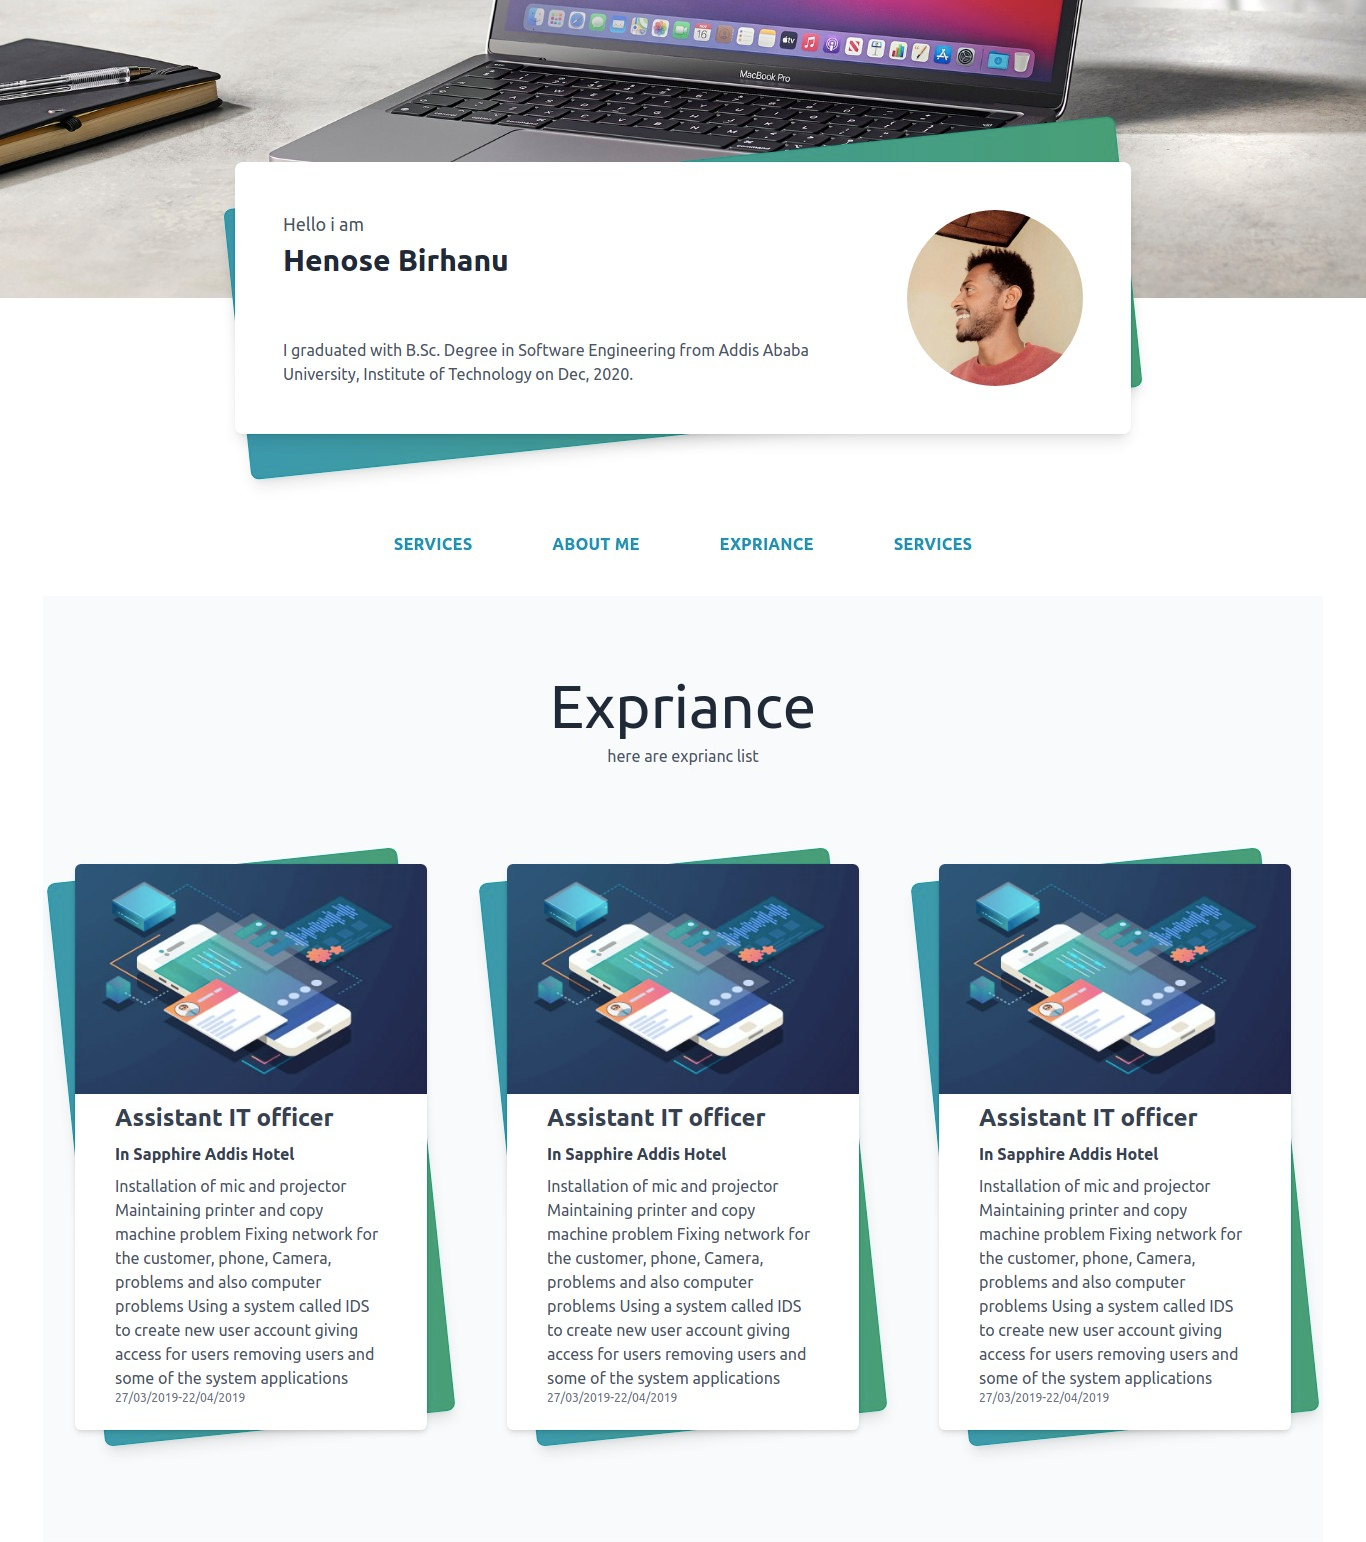 MacBook Pro
Hello i am
Henose Birhanu
I graduated with B.Sc. Degree in Software Engineering from Addis Ababa
University, Institute of Technology on Dec, 2020.
SERVICES ABOUT ME EXPRIANCE SERVICES
Expriance
here are exprianc list
Assistant IT officer
In Sapphire Addis Hotel
Installation of mic and projector
Maintaining printer and copy
machine problem Fixing network for
the customer, phone, Camera,
problems and also computer
problems Using a system called IDS
to create new user account giving
access for users removing users and
some of the system applications
27/03/2019-22/04/2019
Assistant IT officer
In Sapphire Addis Hotel
Installation of mic and projector
Maintaining printer and copy
machine problem Fixing network for
the customer, phone, Camera,
problems and also computer
problems Using a system called IDS
to create new user account giving
access for users removing users and
some of the system applications
27/03/2019-22/04/2019
Assistant IT officer
In Sapphire Addis Hotel
Installation of mic and projector
Maintaining printer and copy
machine problem Fixing network for
the customer, phone, Camera,
problems and also computer
problems Using a system called IDS
to create new user account giving
access for users removing users and
some of the system applications
27/03/2019-22/04/2019